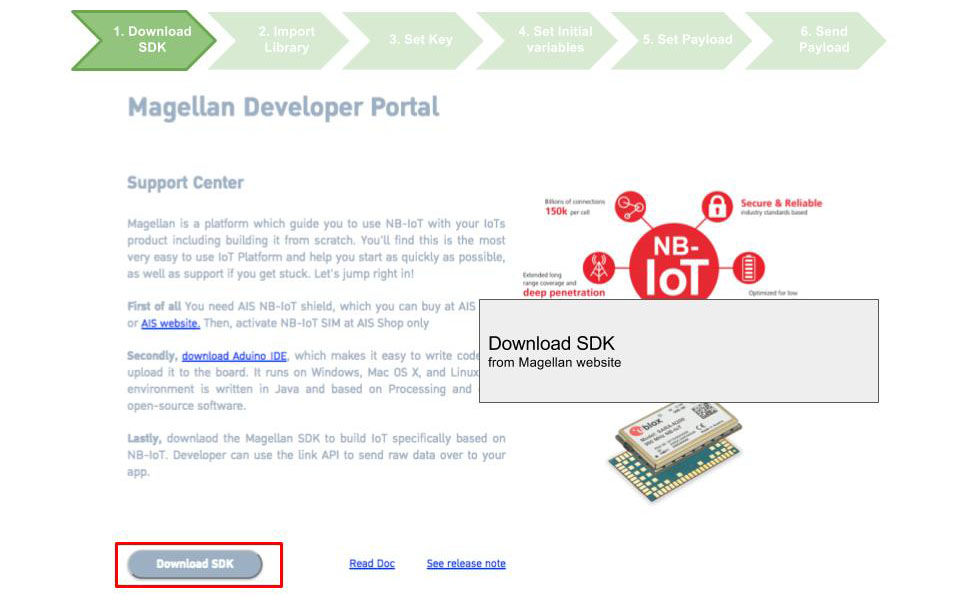 1. Download
SDK
2. Import
Library
3. Set Key
4. Set Initial
variables
5. Set Payload
6. Send
Payload
Magellan Developer Portal
Support Center
Magellan is a platform which guide you to use NB-IoT with your IoTs
product including building it from scratch. You'll find this is the most
very easy to use IoT Platform and help you start as quickly as possible,
as well as support if you get stuck. Let's jump right in!
First of all You need AIS NB-IoT shield, which you can buy at AIS
or AIS website. Then, activate NB-IoT SIM at AIS Shop only
Secondly, download Aduino IDE, which makes it easy to write code
upload it to the board. It runs on Windows, Mac OS X, and Linux
environment is written in Java and based on Processing and
open-source software.
Lastly, downlaod the Magellan SDK to build IoT specifically based on
NB-IoT. Developer can use the link API to send raw data over to your
app.
Download SDK
Read Doc
See release note
Billions of connections
150k per cell
Secure & Reliable
industry standards based
NB-
IoT
Extended long
range coverage and
deep penetration
Optimized for low
Download SDK
from Magellan website
blox